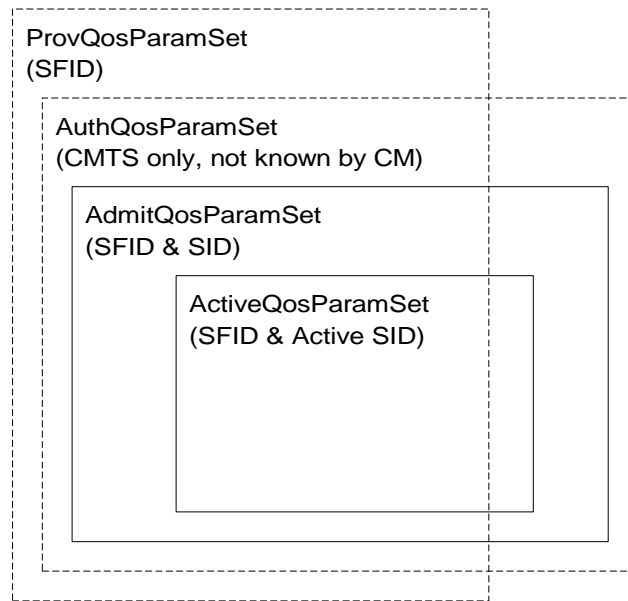 ProvQosParamSet
(SFID)
AuthQosParamSet
(CMTS only, not known by CM)
AdmitQosParamSet
(SFID & SID)
ActiveQosParamSet
(SFID & Active SID)